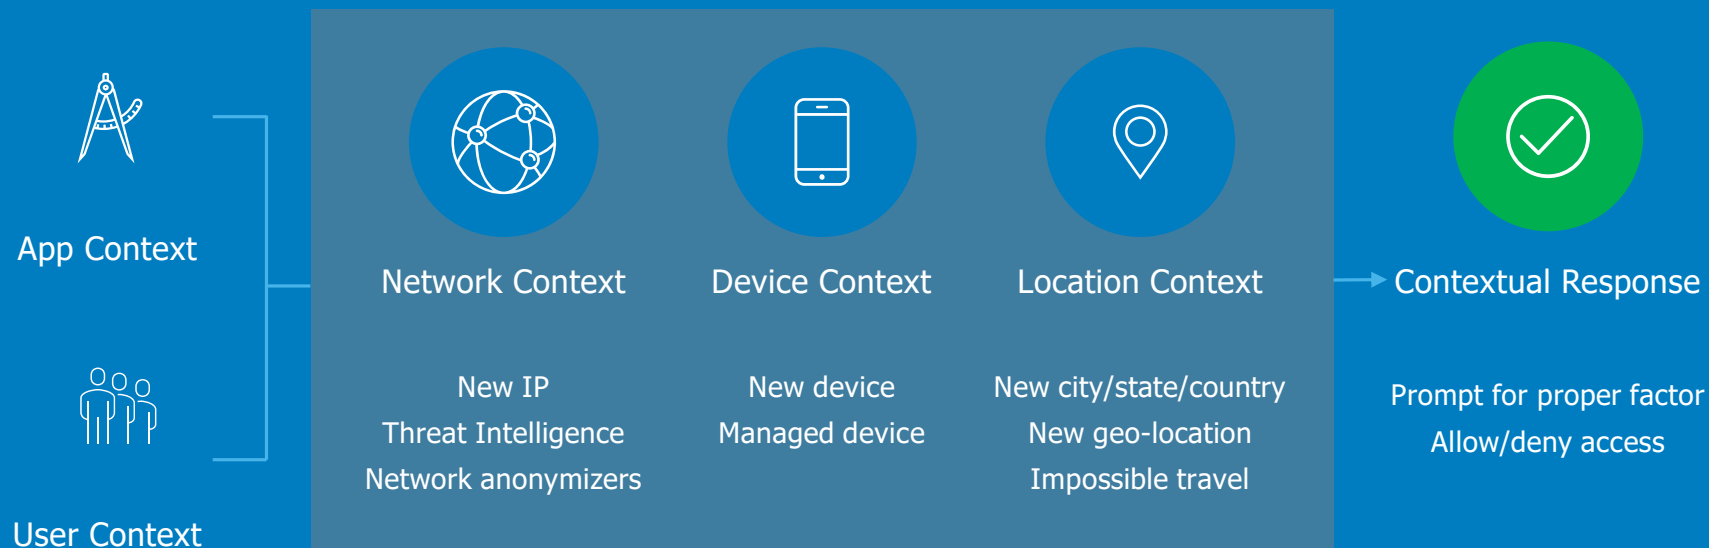 App Context
User Context
Network Context
New IP
Threat Intelligence
Network anonymizers
Device Context
New device
Managed device
Location Context
New city/state/country
New geo-location
Impossible travel
Contextual Response
Prompt for proper factor
Allow/deny access